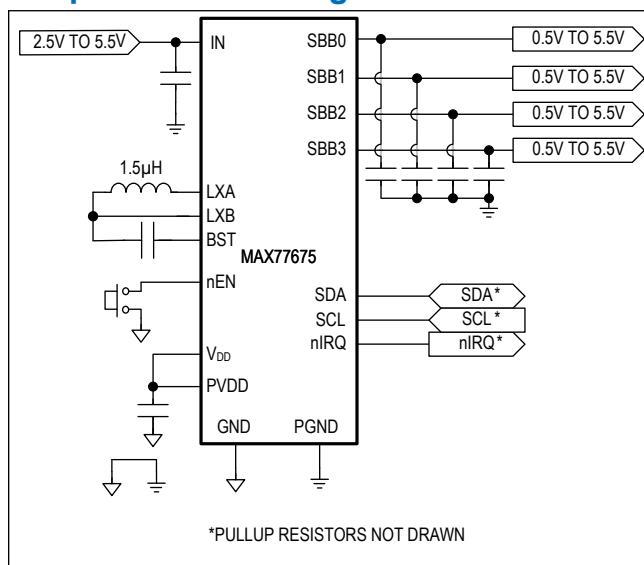 2.5V TO 5.5V
IN
SBB0
0.5V TO 5.5V
SBB1
0.5V TO 5.5V
SBB2
0.5V TO 5.5V
SBB3
0.5V TO 5.5V
1.5µH
LXA
LXB
BST
MAX77675
nEN
SDA
SDA*
SCL
SCL*
nIRQ
nIRQ*
VDD
PVDD
GND
PGND
*PULLUP RESISTORS NOT DRAWN